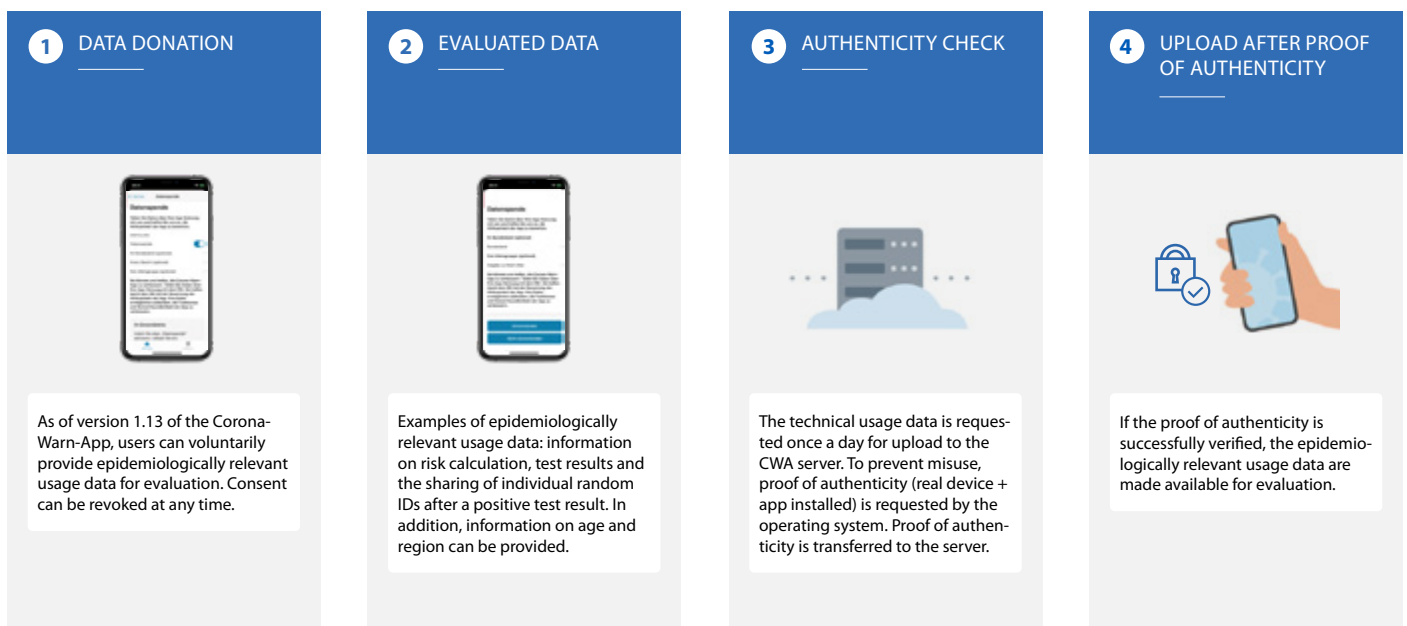 1 DATA DONATION
As of version 1.13 of the Corona-
Warn-App, users can voluntarily
provide epidemiologically relevant
usage data for evaluation. Consent
can be revoked at any time.
2 EVALUATED DATA
Datenspende
Examples of epidemiologically
relevant usage data: information
on risk calculation, test results and
the sharing of individual random
IDs after a positive test result. In
addition, information on age and
region can be provided.
3 AUTHENTICITY CHECK
The technical usage data is reques-
ted once a day for upload to the
CWA server. To prevent misuse,
proof of authenticity (real device +
app installed) is requested by the
operating system. Proof of authen-
ticity is transferred to the server.
4 UPLOAD AFTER PROOF
OF AUTHENTICITY
If the proof of authenticity is
successfully verified, the epidemio-
logically relevant usage data are
made available for evaluation.